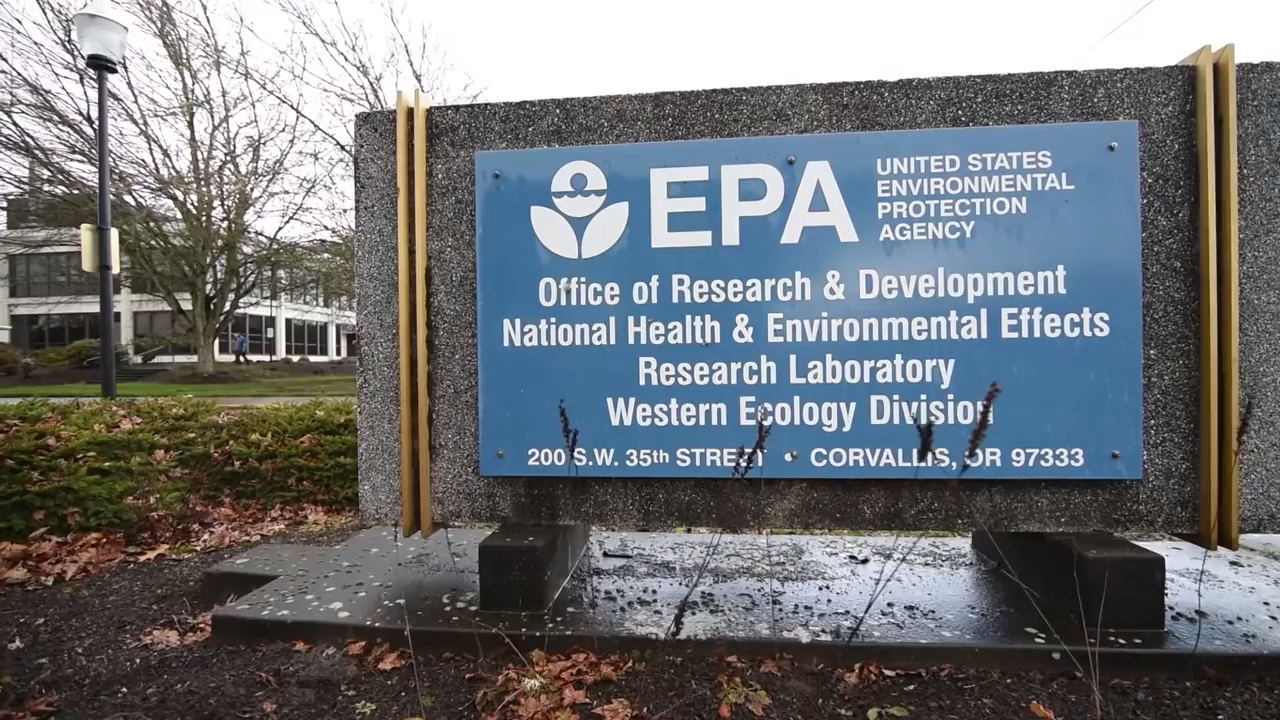 EPA
UNITED STATES
ENVIRONMENTAL
PROTECTION
AGENCY
Office of Research & Development
National Health & Environmental Effects
Research Laboratory
Western Ecology Division
200 S.W. 35th STREET • CORVALLIS, OR 97333